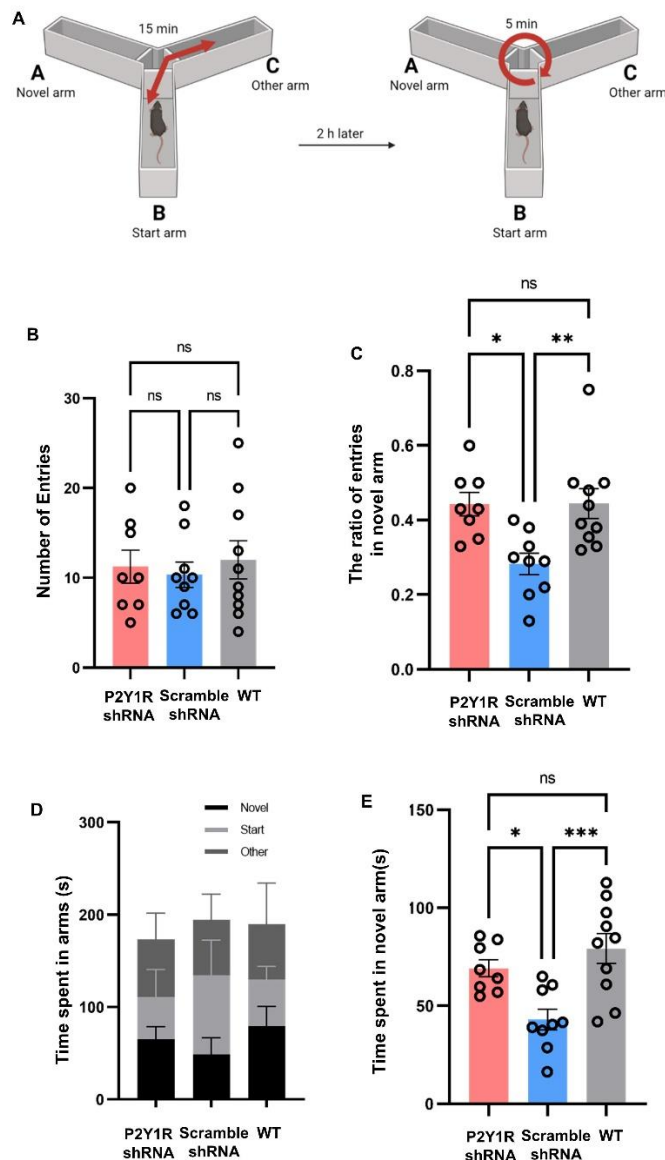 A
15 min
A
Novel arm
C
Other arm
B
Start arm
2 h later
5 min
A
Novel arm
C
Other arm
B
Start arm
B
ns
ns
ns
Number of Entries
30
20
10
0
P2Y1R
shRNA
Scramble
shRNA
WT
C
ns
*
**
The ratio of entries
in novel arm
0.8
0.6
0.4
0.2
0.0
P2Y1R
shRNA
Scramble
shRNA
WT
D
Novel
Start
Other
Time spent in arms (s)
300
200
100
0
P2Y1R
shRNA
Scramble
shRNA
WT
E
ns
*
***
Time spent in novel arm(s)
150
100
50
0
P2Y1R
shRNA
Scramble
shRNA
WT